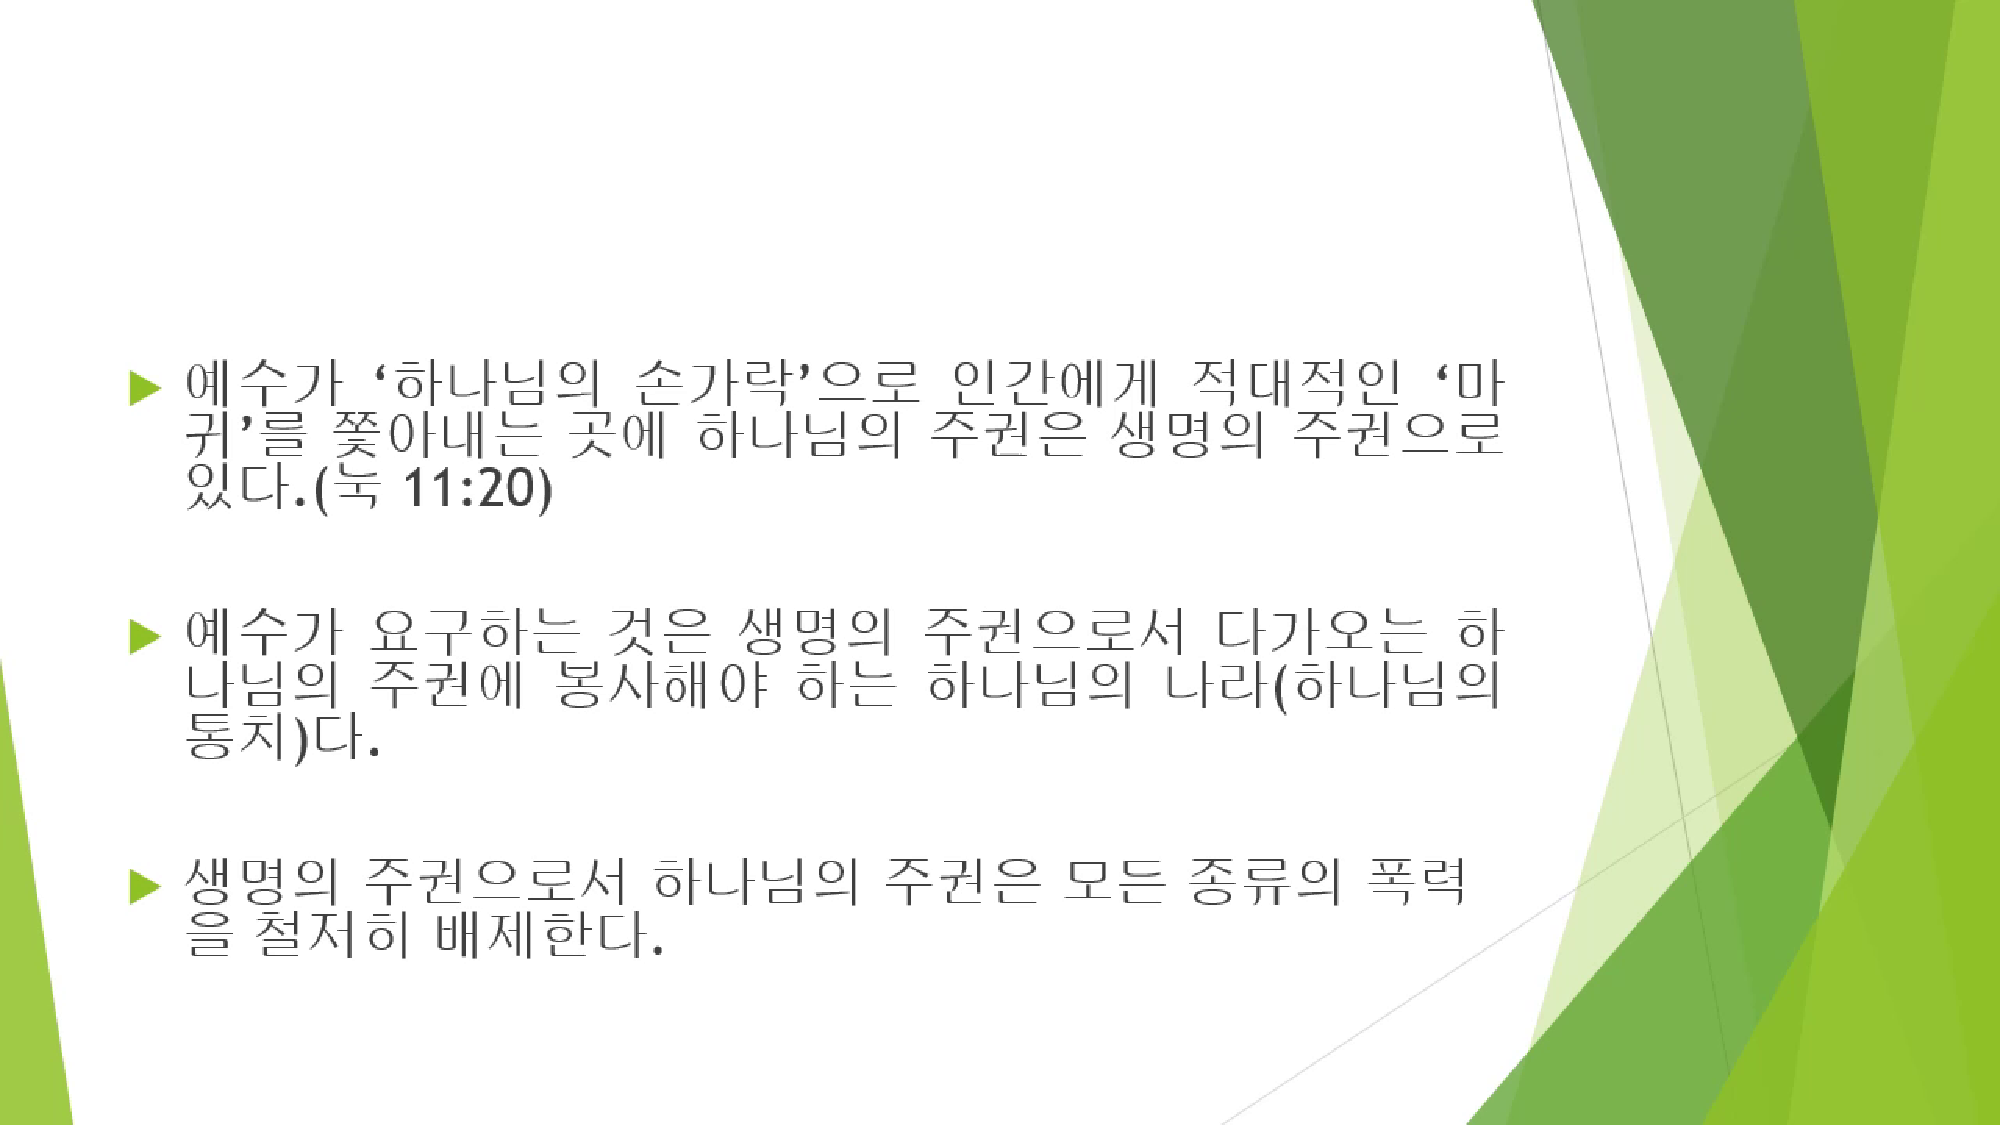 예수가 ‘하나님의 손가락’으로 인간에게 적대적인 ‘마
귀’를 쫓아내는 곳에 하나님의 주권은 생명의 주권으로
있다.(눅 11:20)
예수가 요구하는 것은 생명의 주권으로서 다가오는 하
나님의 주권에 봉사해야 하는 하나님의 나라(하나님의
통치)다.
생명의 주권으로서 하나님의 주권은 모든 종류의 폭력
을 철저히 배제한다.